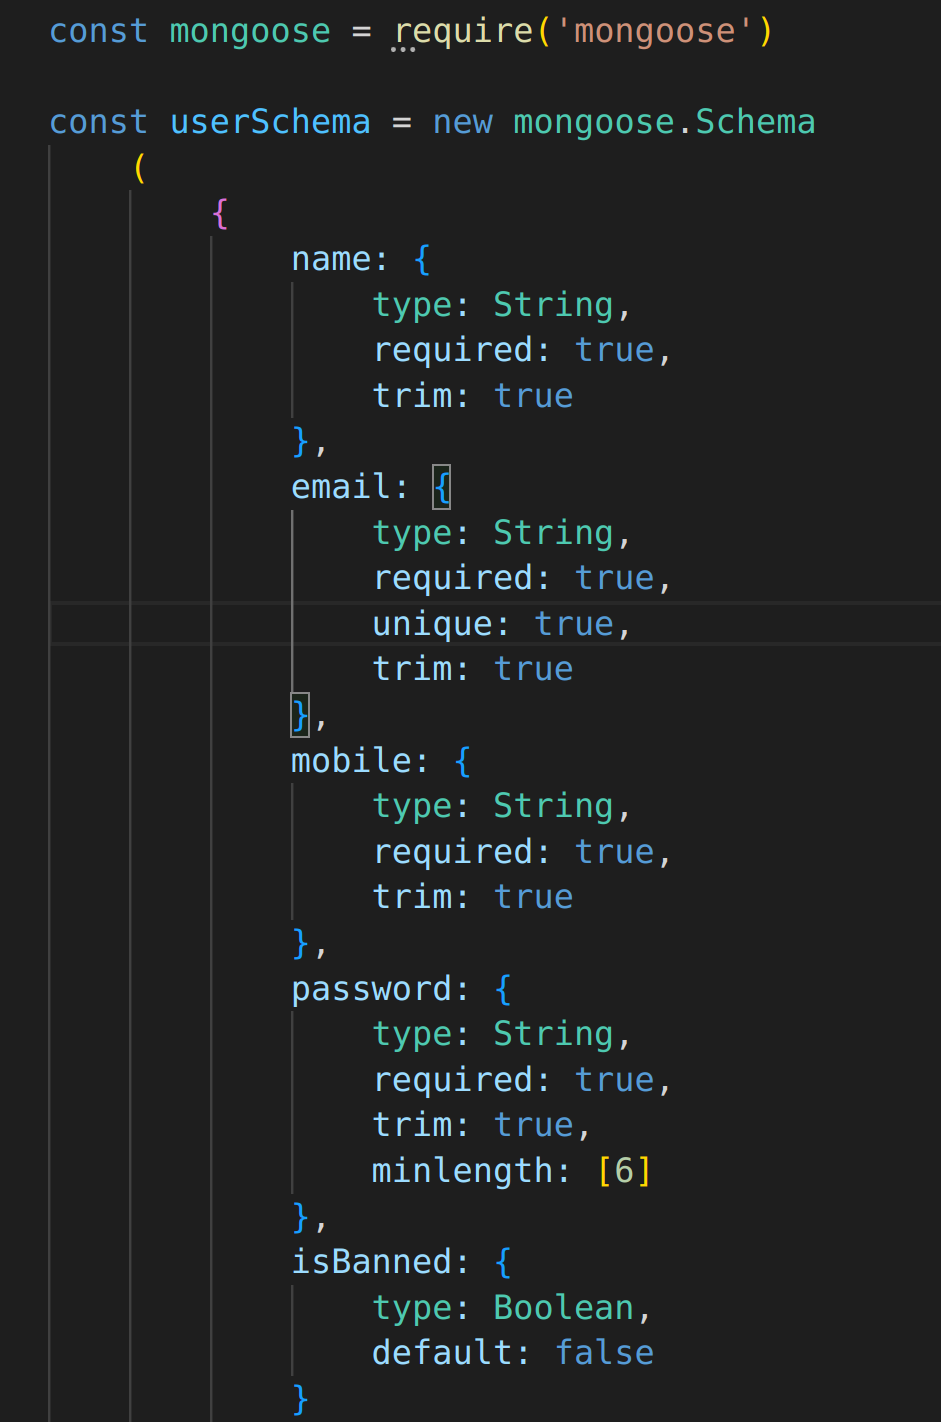 const mongoose = require('mongoose')
const userSchema = new mongoose.Schema
(
{
name: {
type: String,
required: true,
trim: true
},
email: {
type: String,
required: true,
unique: true,
trim: true
},
mobile: {
type: String,
required: true,
trim: true
},
password: {
type: String,
required: true,
trim: true,
minlength: [6]
},
isBanned: {
type: Boolean,
default: false
}